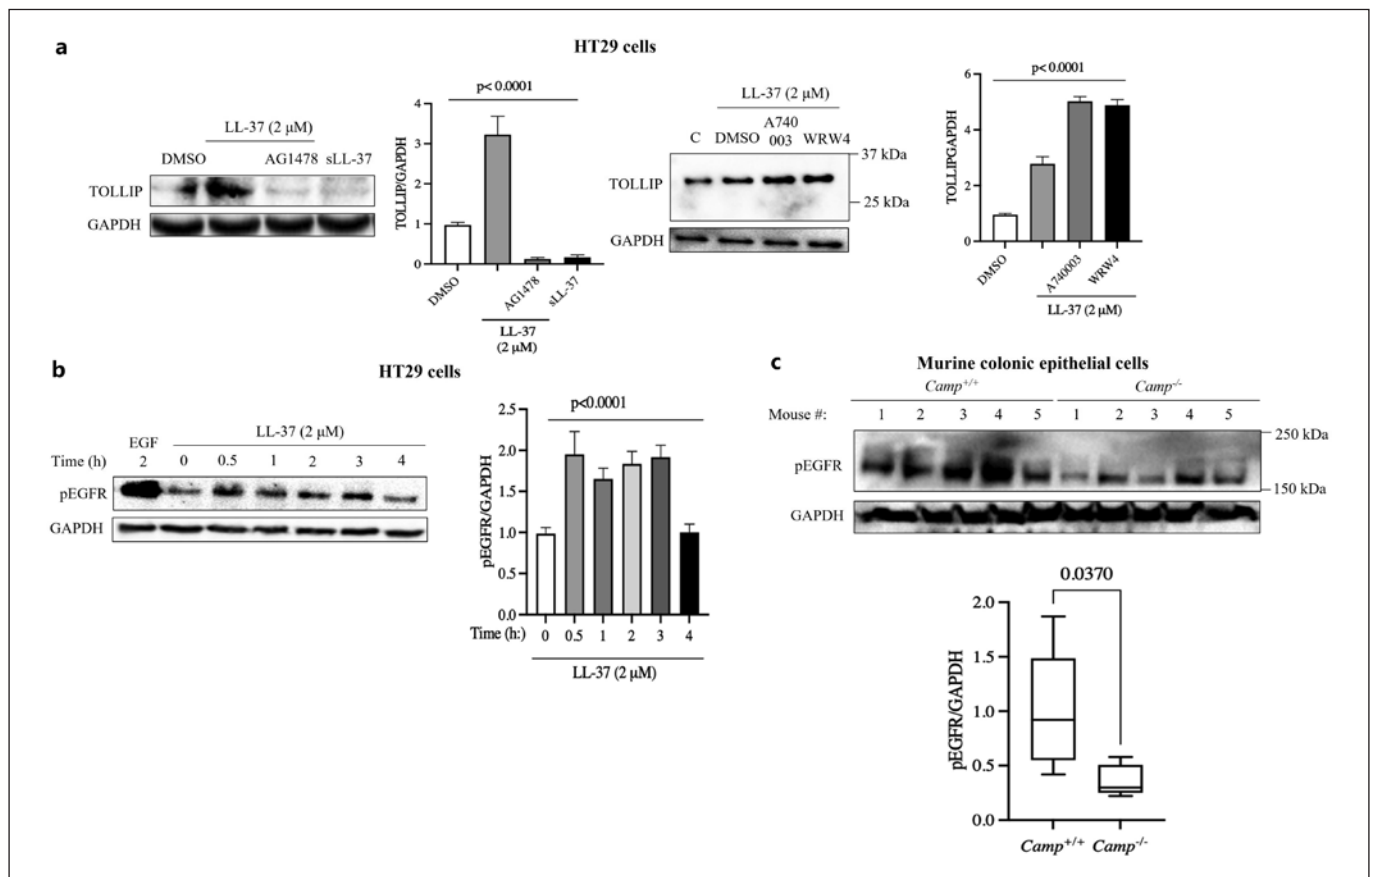 a
HT29 cells
LL-37 (2 μM)
DMSO
AG1478 sLL-37
TOLLIP
GAPDH
p< 0.0001
TOLLIP/GAPDH
4
3
2
1
0
DMSO
AG1478
sLL-37
LL-37
(2 μM)
LL-37 (2 μM)
A740
C DMSO 003 WRW4
37 kDa
TOLLIP
25 kDa
GAPDH
p< 0.0001
TOLLIPGAPDH
6
4
2
0
DMSO
A740003
WRW4
LL-37 (2 μM)
b
HT29 cells
LL-37 (2 μM)
EGF
Time (h) 2 0 0.5 1 2 3 4
pEGFR
GAPDH
p<0.0001
pEGFR/GAPDH
2.5
2.0
1.5
1.0
0.5
0.0
Time (h:) 0 0.5 1 2 3 4
LL-37 (2 μM)
c
Murine colonic epithelial cells
Camp+/+ Camp-/-
Mouse #: 1 2 3 4 5 1 2 3 4 5
250 kDa
pEGFR
150 kDa
GAPDH
0.0370
pEGFR/GAPDH
2.0
1.5
1.0
0.5
0.0
Camp+/+ Camp-/-